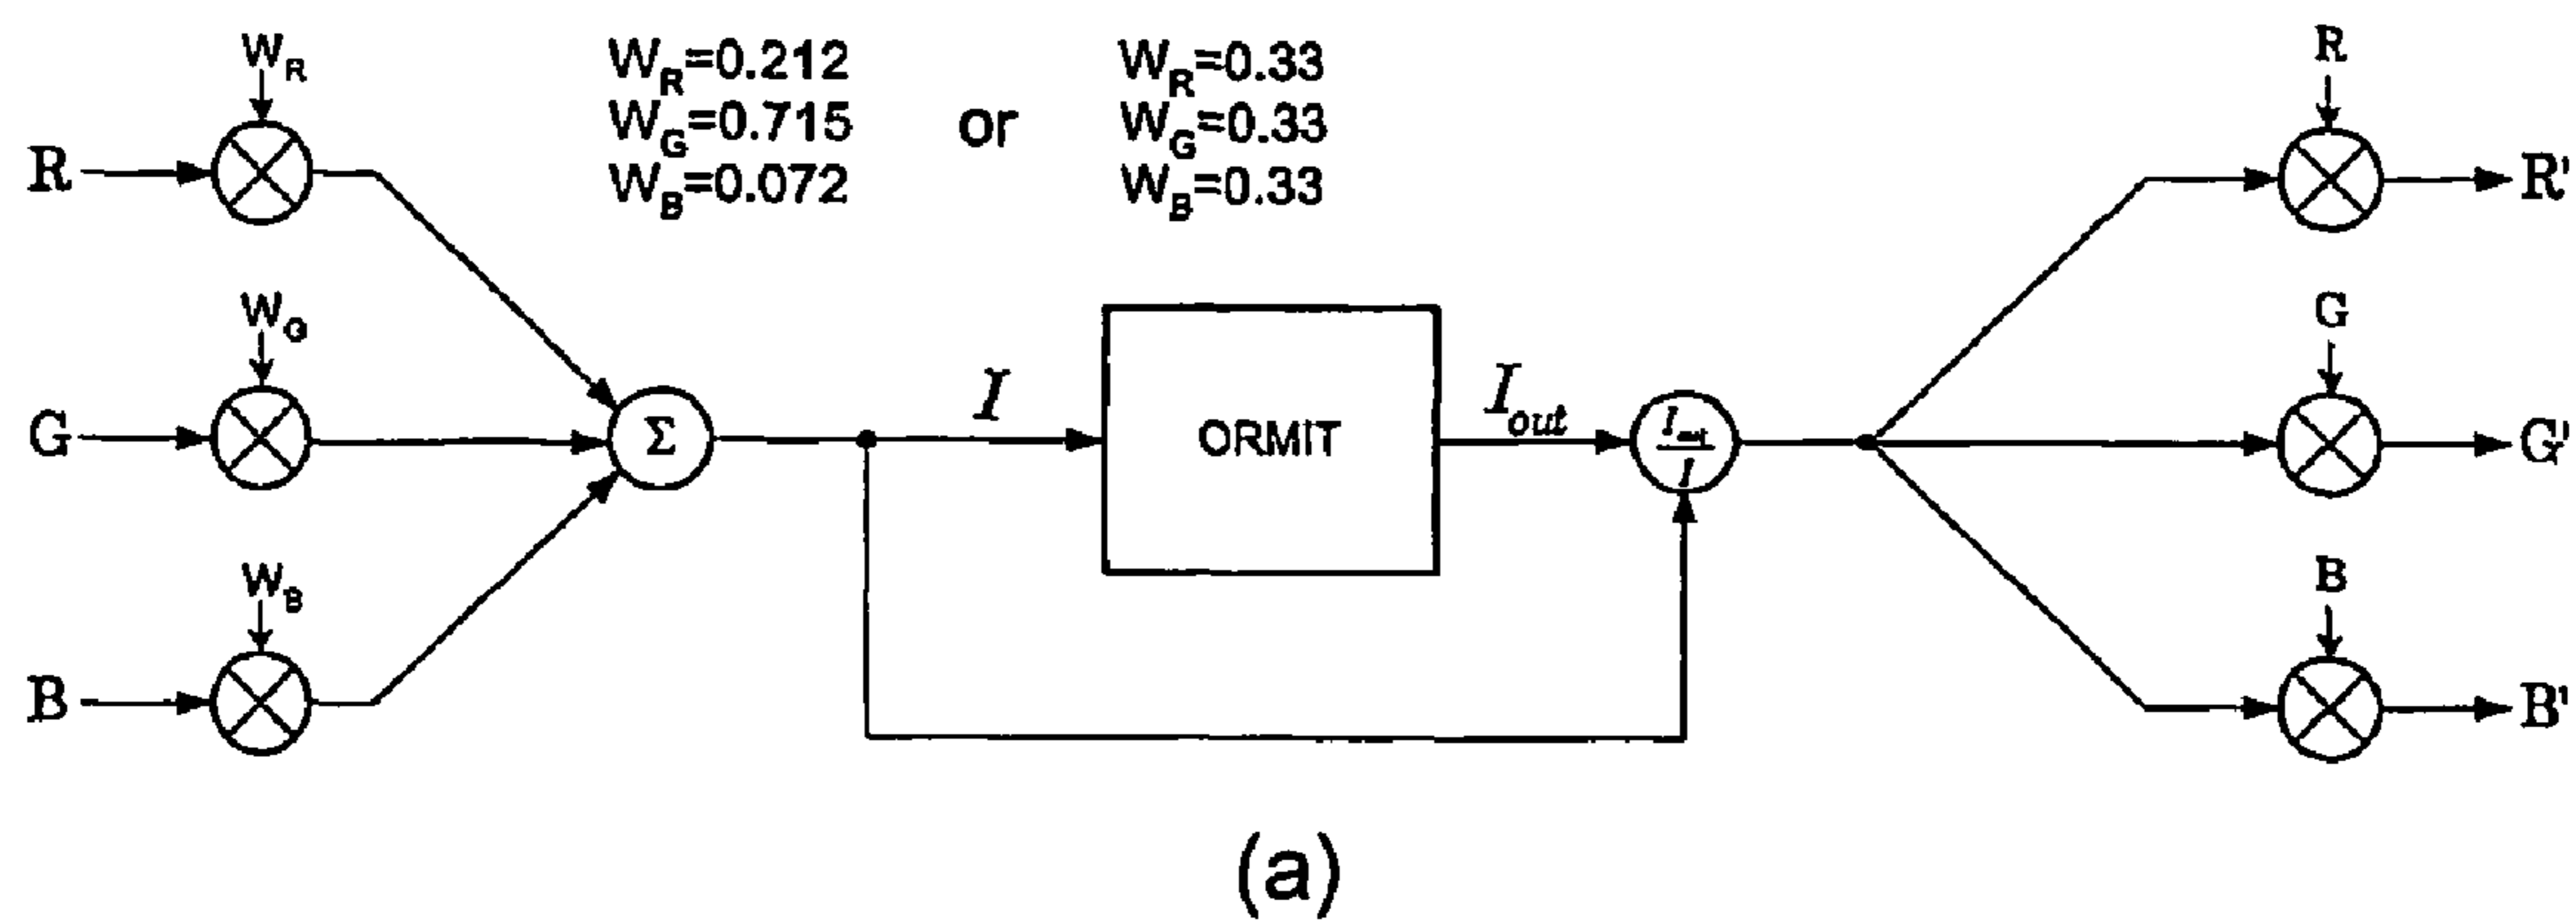 W_R
W_R=0.212
W_G=0.715
W_B=0.072
or
W_R=0.33
W_G=0.33
W_B=0.33
R
R
R'
W_G
G
Σ
I
ORMIT
I_out
I_out/I
G
G'
W_B
B
B
B'
(a)